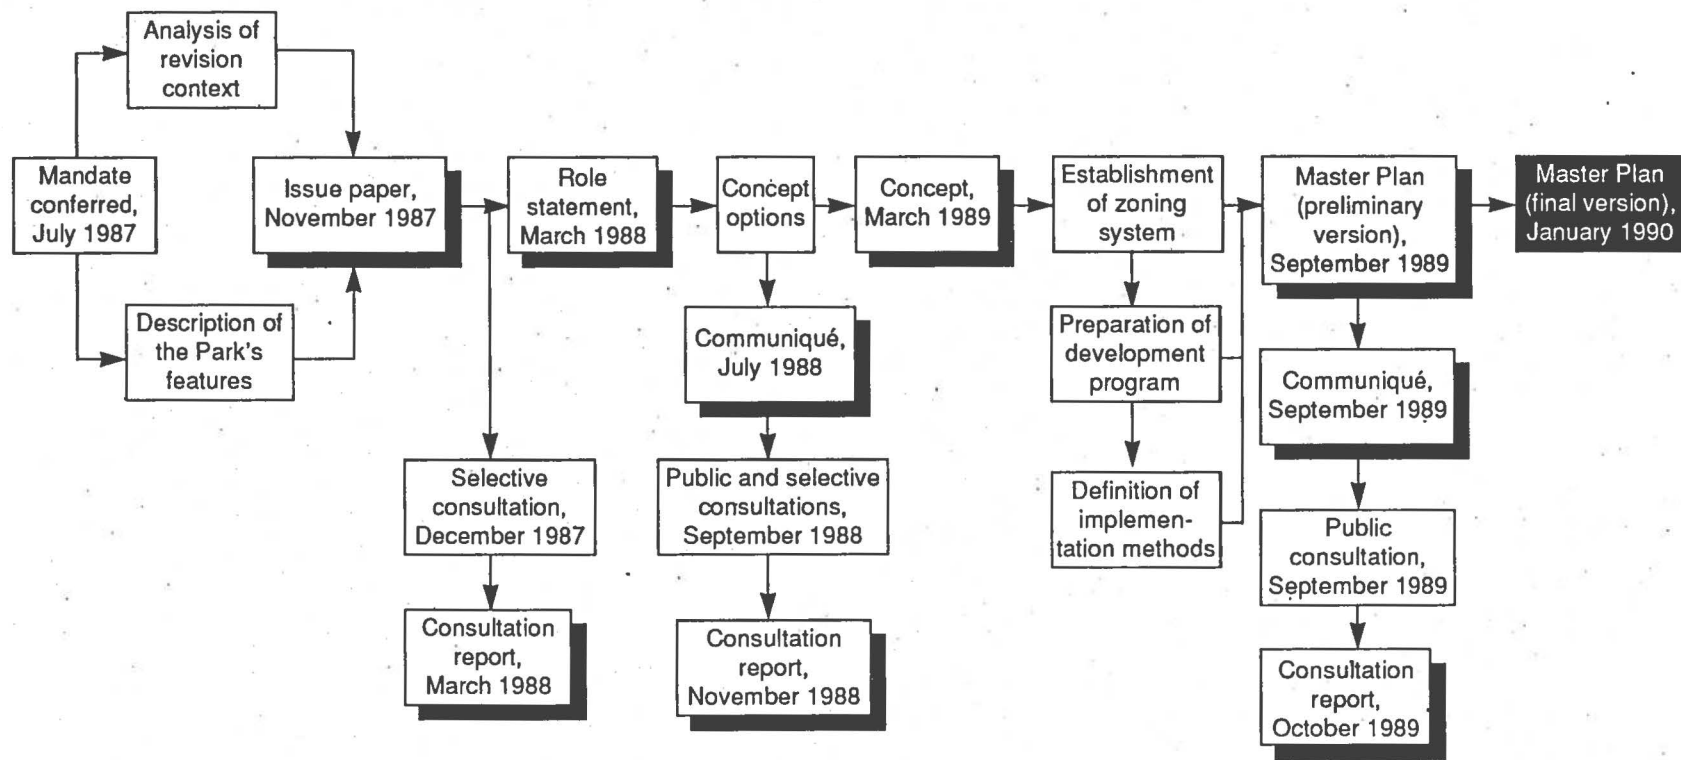 Analysis of
revision
context
Mandate
conferred,
July 1987
Description of
the Park's
features
Issue paper,
November 1987
Selective
consultation,
December 1987
Consultation
report,
March 1988
Role
statement,
March 1988
Concept
options
Communiqué,
July 1988
Public and selective
consultations,
September 1988
Consultation
report,
November 1988
Concept,
March 1989
Establishment
of zoning
system
Preparation of
development
program
Definition of
implemen-
tation methods
Master Plan
(preliminary
version),
September 1989
Communiqué,
September 1989
Public
consultation,
September 1989
Consultation
report,
October 1989
Master Plan
(final version),
January 1990